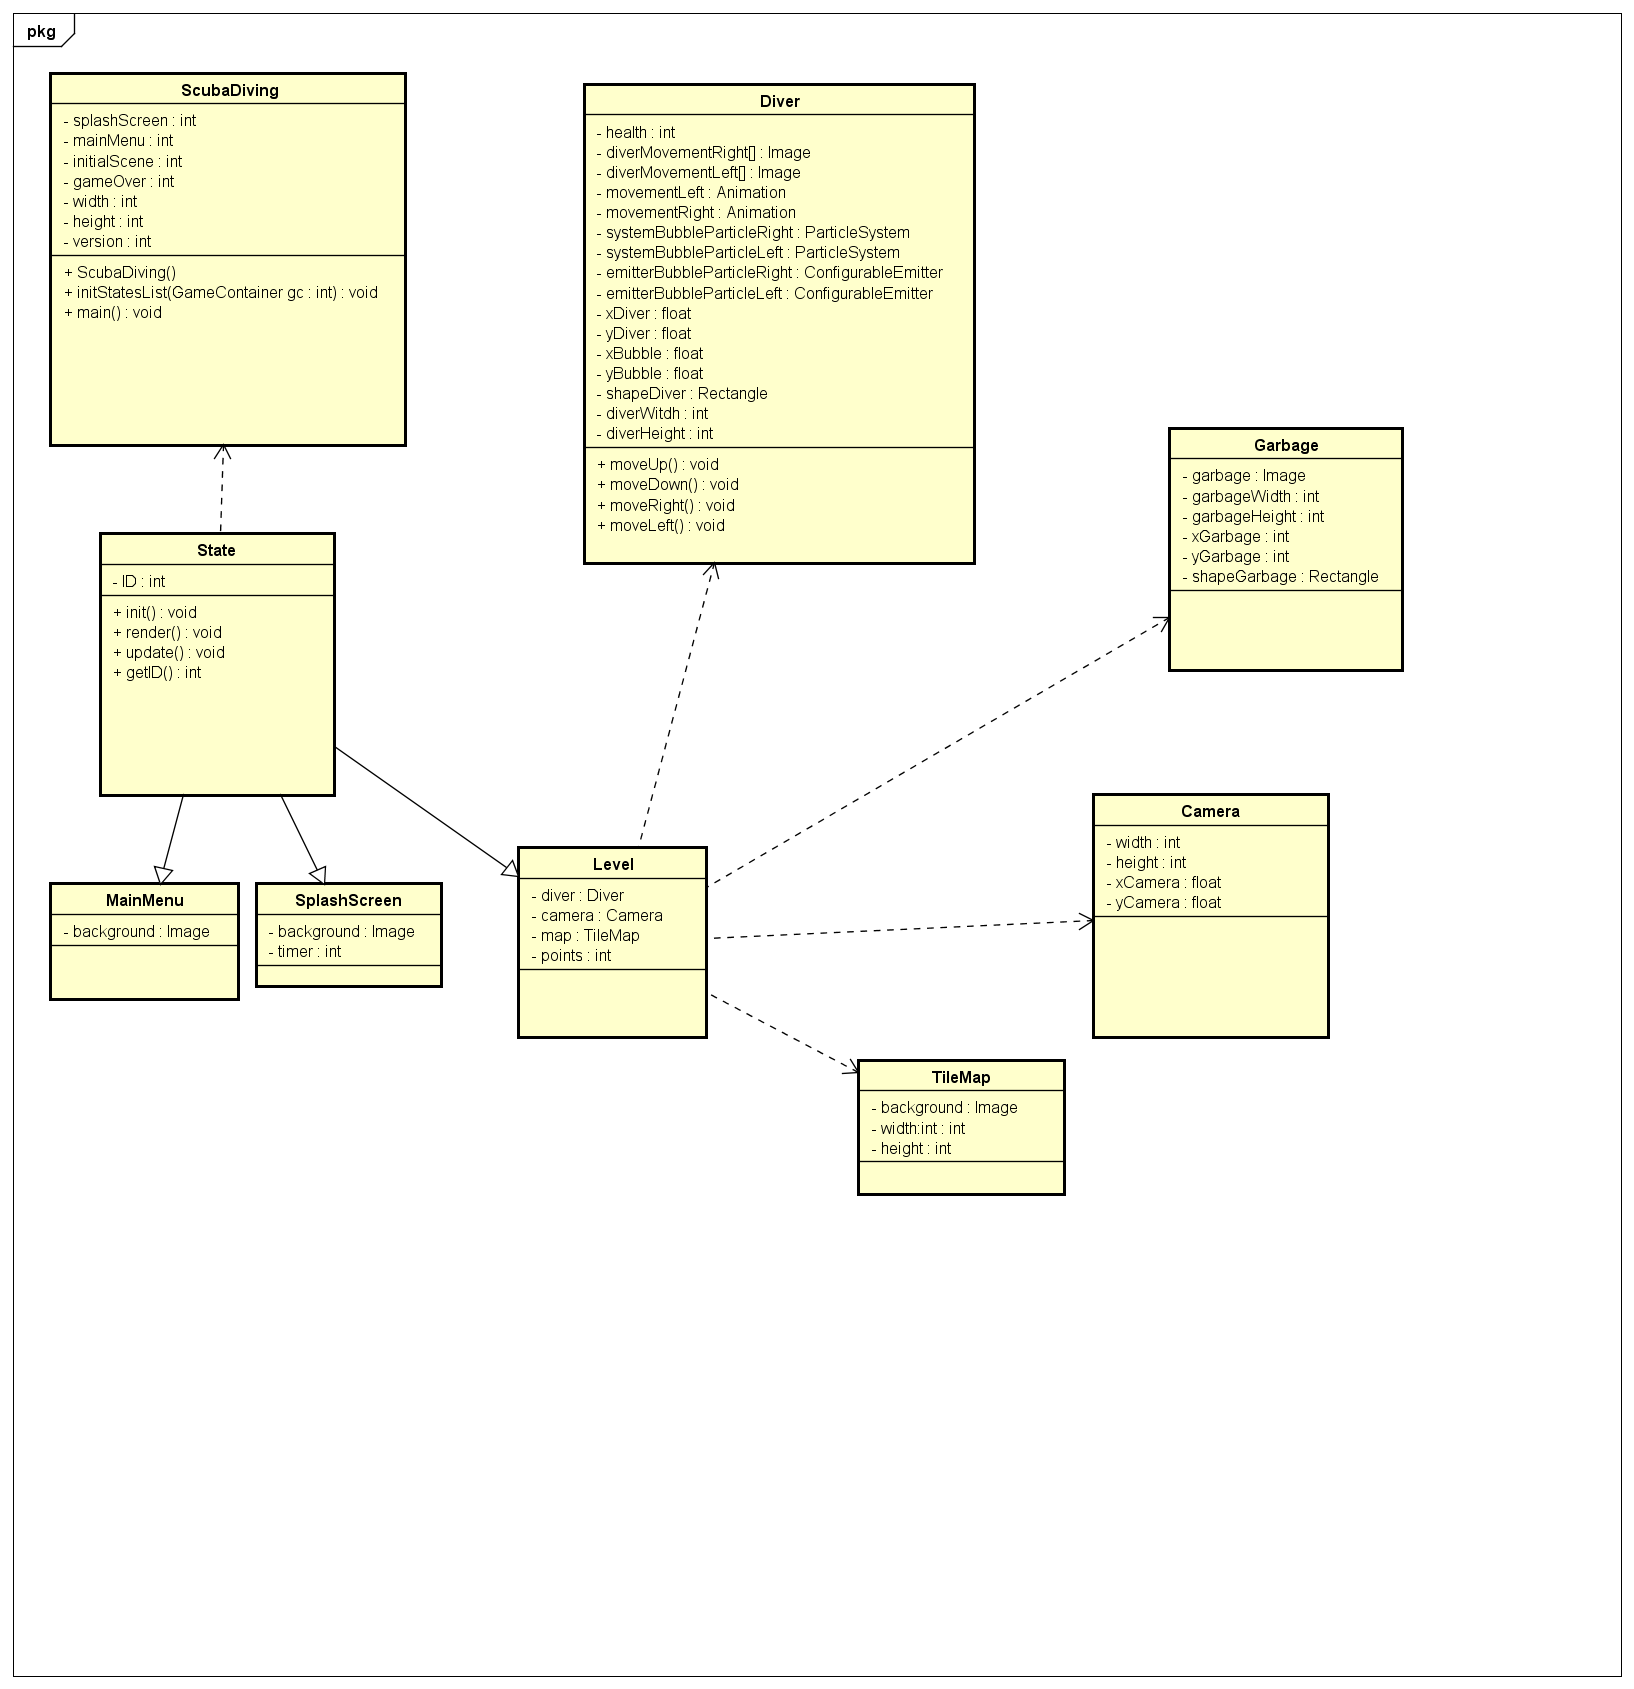 pkg
ScubaDiving
- splashScreen : int
- mainMenu : int
- initialScene : int
- gameOver : int
- width : int
- height : int
- version : int
+ ScubaDiving()
+ initStatesList(GameContainer gc : int) : void
+ main() : void
Diver
- health : int
- diverMovementRight[] : Image
- diverMovementLeft[] : Image
- movementLeft : Animation
- movementRight : Animation
- systemBubbleParticleRight : ParticleSystem
- systemBubbleParticleLeft : ParticleSystem
- emitterBubbleParticleRight : ConfigurableEmitter
- emitterBubbleParticleLeft : ConfigurableEmitter
- xDiver : float
- yDiver : float
- xBubble : float
- yBubble : float
- shapeDiver : Rectangle
- diverWitdh : int
- diverHeight : int
+ moveUp() : void
+ moveDown() : void
+ moveRight() : void
+ moveLeft() : void
Garbage
- garbage : Image
- garbageWidth : int
- garbageHeight : int
- xGarbage : int
- yGarbage : int
- shapeGarbage : Rectangle
State
- ID : int
+ init() : void
+ render() : void
+ update() : void
+ getID() : int
MainMenu
- background : Image
SplashScreen
- background : Image
- timer : int
Level
- diver : Diver
- camera : Camera
- map : TileMap
- points : int
Camera
- width : int
- height : int
- xCamera : float
- yCamera : float
TileMap
- background : Image
- width:int : int
- height : int